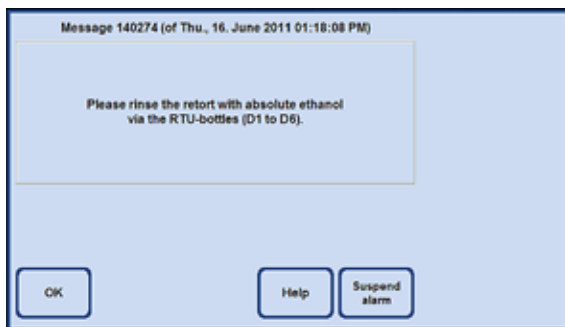 Message 140274 (of Thu., 16. June 2011 01:18:08 PM)
Please rinse the retort with absolute ethanol
via the RTU-bottles (D1 to D6).
OK
Help
Suspend
alarm